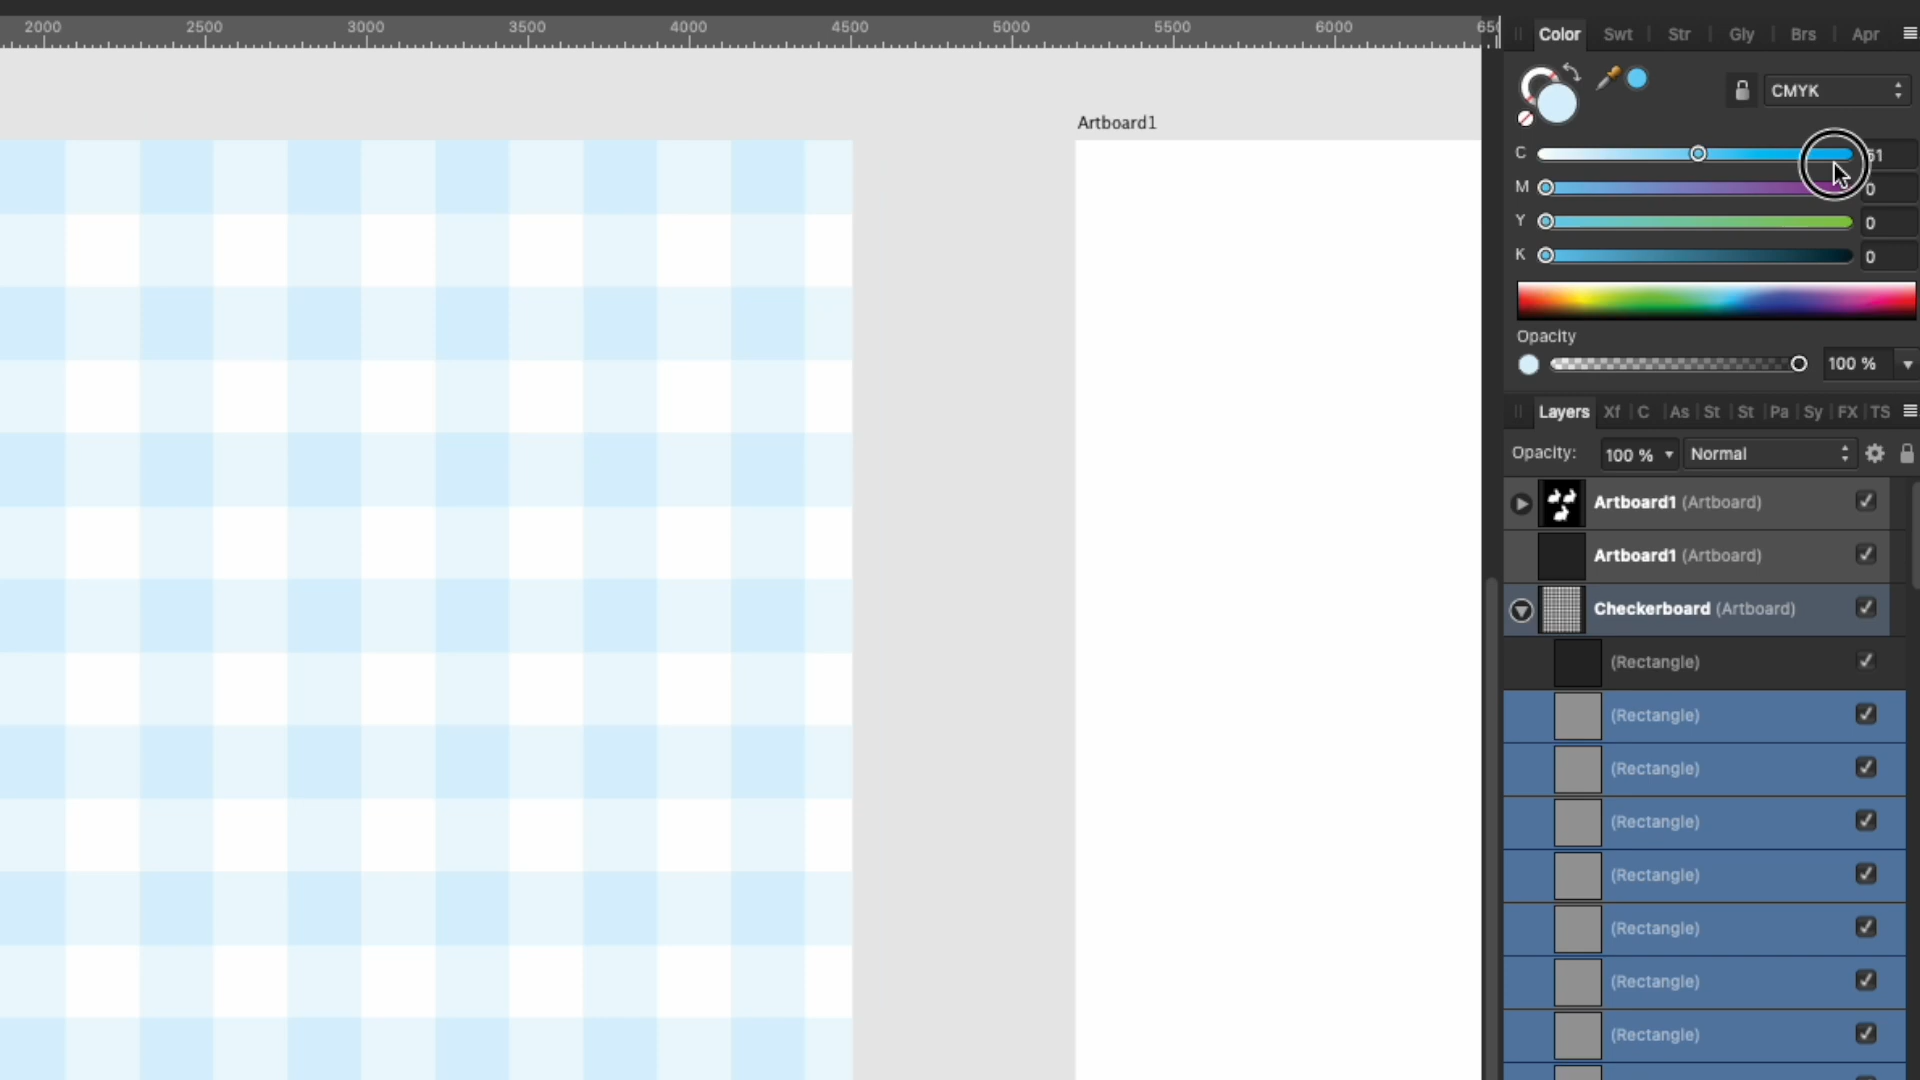 2000 2500 3000 3500 4000 4500 5000 5500 6000
Color Swt Str Gly Brs Apr
CMYK
Artboard1
C 51
M 0
Y 0
K 0
Opacity
100 %
Layers Xf C As St St Pa Sy FX TS
Opacity: 100 % Normal
Artboard1 (Artboard)
Artboard1 (Artboard)
Checkerboard (Artboard)
(Rectangle)
(Rectangle)
(Rectangle)
(Rectangle)
(Rectangle)
(Rectangle)
(Rectangle)
(Rectangle)